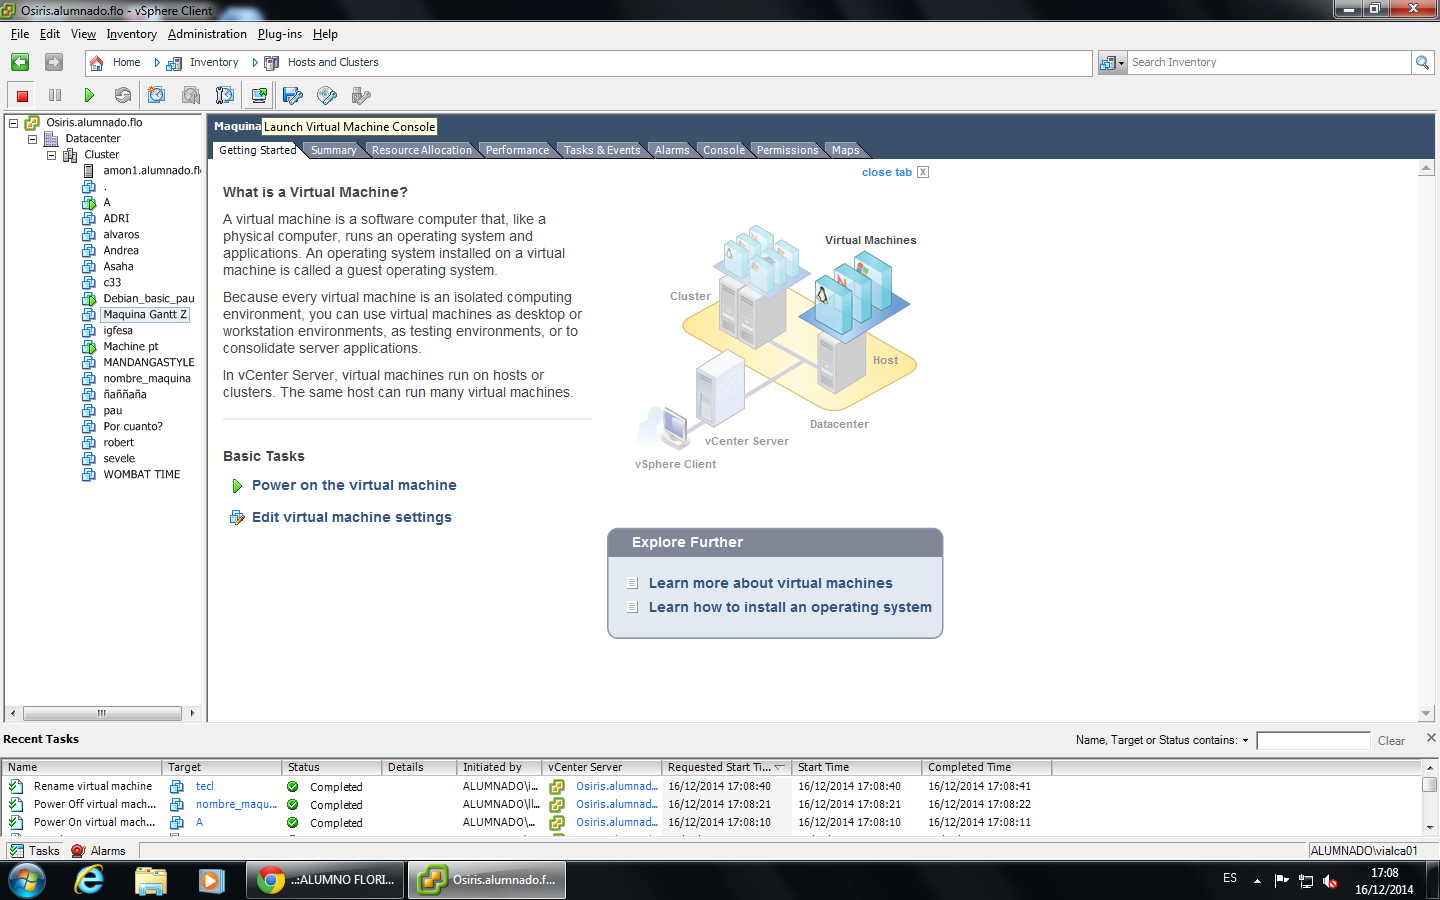 Osiris.alumnado.flo - vSphere Client
File Edit View Inventory Administration Plug-ins Help
Home Inventory Hosts and Clusters
Search Inventory
Osiris.alumnado.flo
Datacenter
Cluster
amon1.alumnado.fl
.
A
ADRI
alvaros
Andrea
Asaha
c33
Debian_basic_pau
Maquina Gantt Z
igfesa
Machine pt
MANDANGASTYLE
nombre_maquina
ñaññaña
pau
Por cuanto?
robert
sevele
WOMBAT TIME
Maquina
Launch Virtual Machine Console
Getting Started Summary Resource Allocation Performance Tasks & Events Alarms Console Permissions Maps
close tab X
What is a Virtual Machine?
A virtual machine is a software computer that, like a
physical computer, runs an operating system and
applications. An operating system installed on a virtual
machine is called a guest operating system.
Because every virtual machine is an isolated computing
environment, you can use virtual machines as desktop or
workstation environments, as testing environments, or to
consolidate server applications.
In vCenter Server, virtual machines run on hosts or
clusters. The same host can run many virtual machines.
Basic Tasks
Power on the virtual machine
Edit virtual machine settings
Virtual Machines
Cluster
Host
Datacenter
vCenter Server
vSphere Client
Explore Further
Learn more about virtual machines
Learn how to install an operating system
Recent Tasks
Name, Target or Status contains: Clear
Name Target Status Details Initiated by vCenter Server Requested Start Ti... Start Time Completed Time
Rename virtual machine tecl Completed ALUMNADO\i... Osiris.alumnad... 16/12/2014 17:08:40 16/12/2014 17:08:40 16/12/2014 17:08:41
Power Off virtual mach... nombre_maqu... Completed ALUMNADO\ll... Osiris.alumnad... 16/12/2014 17:08:21 16/12/2014 17:08:21 16/12/2014 17:08:22
Power On virtual mach... A Completed ALUMNADO\... Osiris.alumnad... 16/12/2014 17:08:10 16/12/2014 17:08:10 16/12/2014 17:08:11
Tasks Alarms
ALUMNADO\vialca01
..:ALUMNO FLORI...
Osiris.alumnado.f...
ES
17:08
16/12/2014